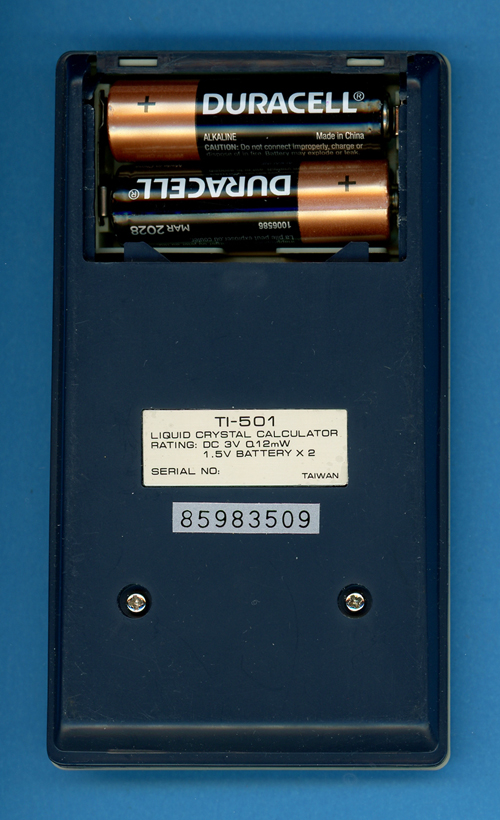 + DURACELL®
ALKALINE Made in China
CAUTION: Do not connect improperly, charge or
DURACELL® +
MAR 2028 1006586
TI-501
LIQUID CRYSTAL CALCULATOR
RATING: DC 3V 0.12mW
1.5V BATTERY X 2
SERIAL NO:
TAIWAN
85983509